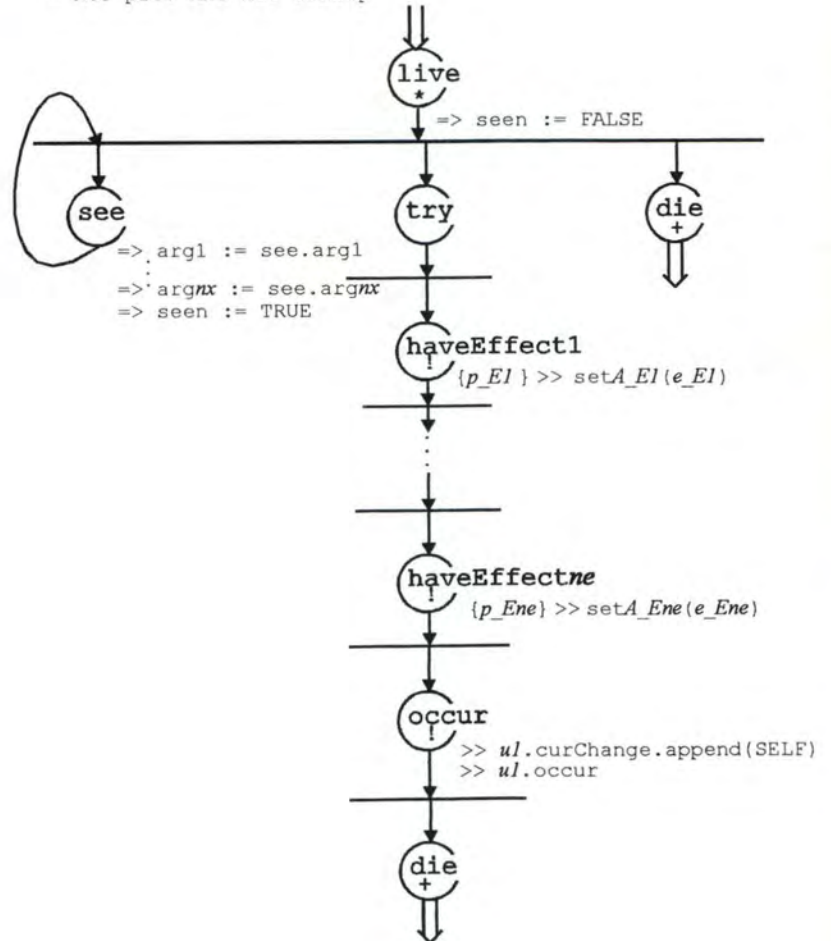 live
*
=> seen := FALSE
see
try
die
+
=> arg1 := see.arg1
:
=> argnx := see.argnx
=> seen := TRUE
haveEffect1
!
{p_E1 } >> setA_E1(e_E1)
haveEffectne
!
{p_Ene} >> setA_Ene(e_Ene)
occur
!
>> u1.curChange.append(SELF)
>> u1.occur
die
+